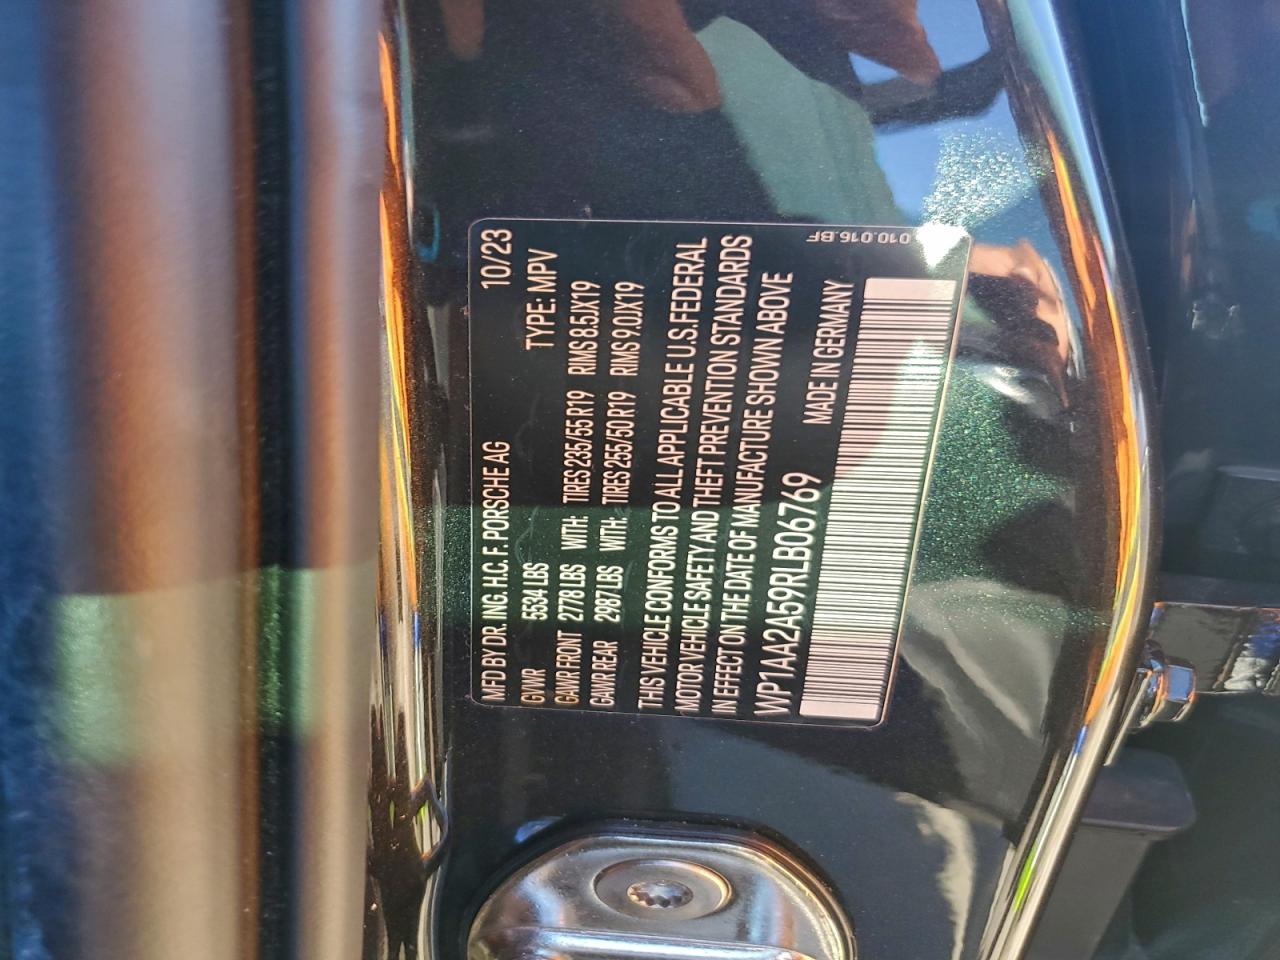 MFD BY DR. ING. H.C. F. PORSCHE AG 10/23
GVWR 5534 LBS TYPE: MPV
GAWR FRONT 2778 LBS WITH: TIRES 235/55 R19 RIMS 8.5JX19
GAWR REAR 2987 LBS WITH: TIRES 255/50 R19 RIMS 9.0JX19
THIS VEHICLE CONFORMS TO ALL APPLICABLE U.S. FEDERAL
MOTOR VEHICLE SAFETY AND THEFT PREVENTION STANDARDS
IN EFFECT ON THE DATE OF MANUFACTURE SHOWN ABOVE
WP1AA2A59RLB06769 MADE IN GERMANY
010.016.BF